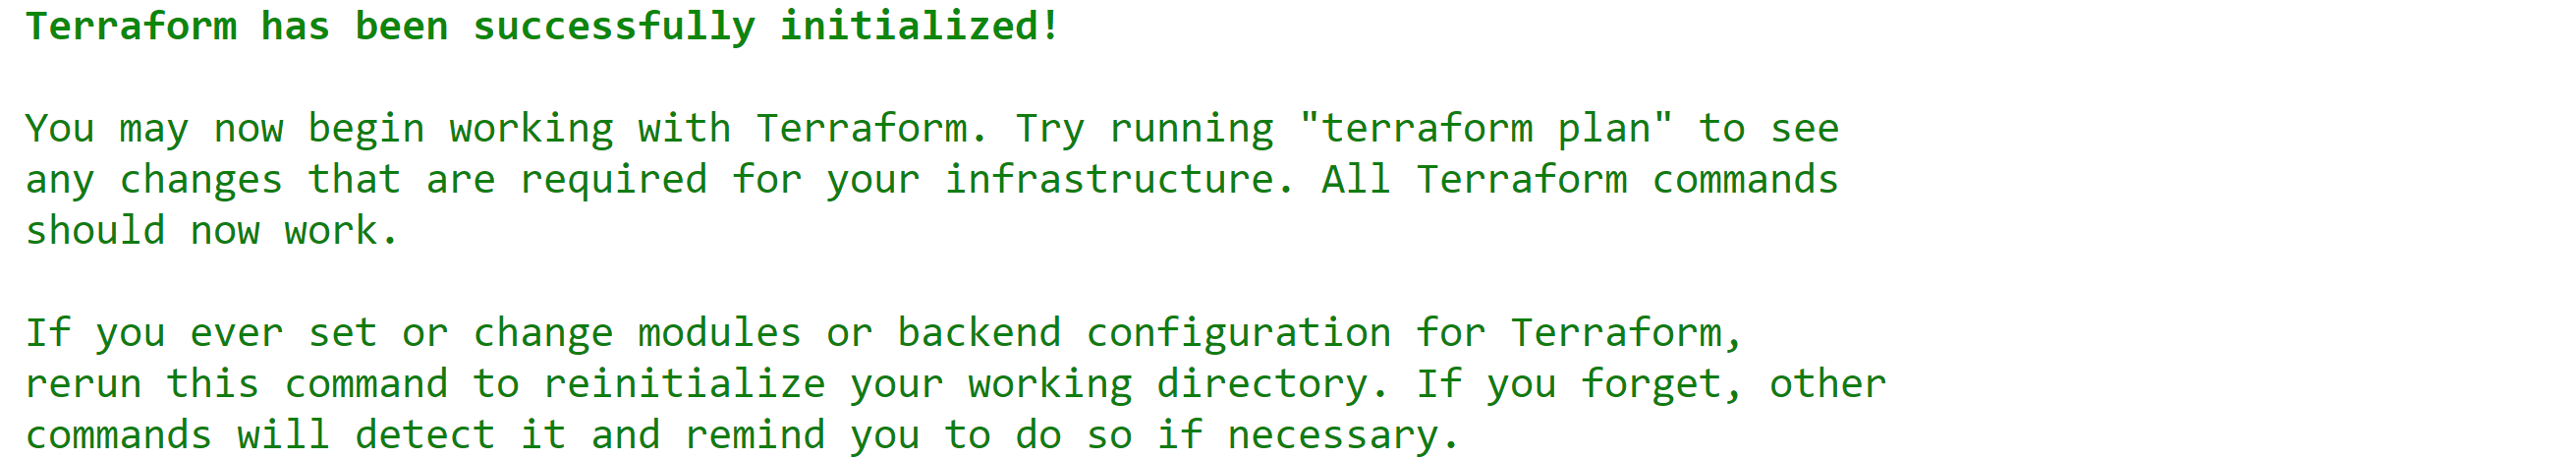 Terraform has been successfully initialized!
You may now begin working with Terraform. Try running "terraform plan" to see
any changes that are required for your infrastructure. All Terraform commands
should now work.
If you ever set or change modules or backend configuration for Terraform,
rerun this command to reinitialize your working directory. If you forget, other
commands will detect it and remind you to do so if necessary.